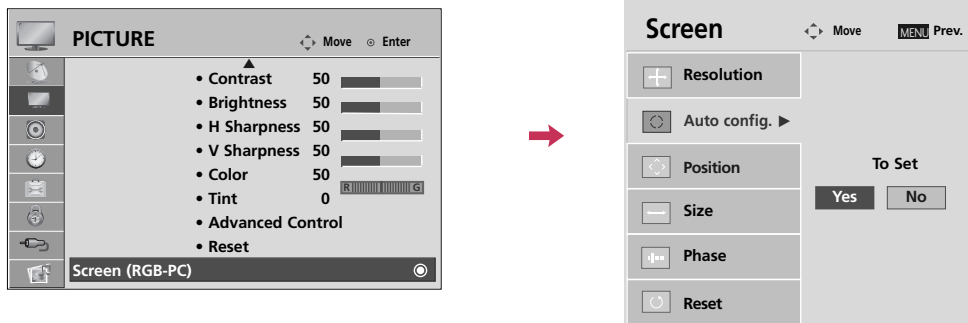 PICTURE
Move
Enter
• Contrast 50
• Brightness 50
• H Sharpness 50
• V Sharpness 50
• Color 50
• Tint 0
R G
• Advanced Control
• Reset
Screen (RGB-PC)
Screen
Move
MENU Prev.
Resolution
Auto config. ▶
Position
Size
Phase
Reset
To Set
Yes No